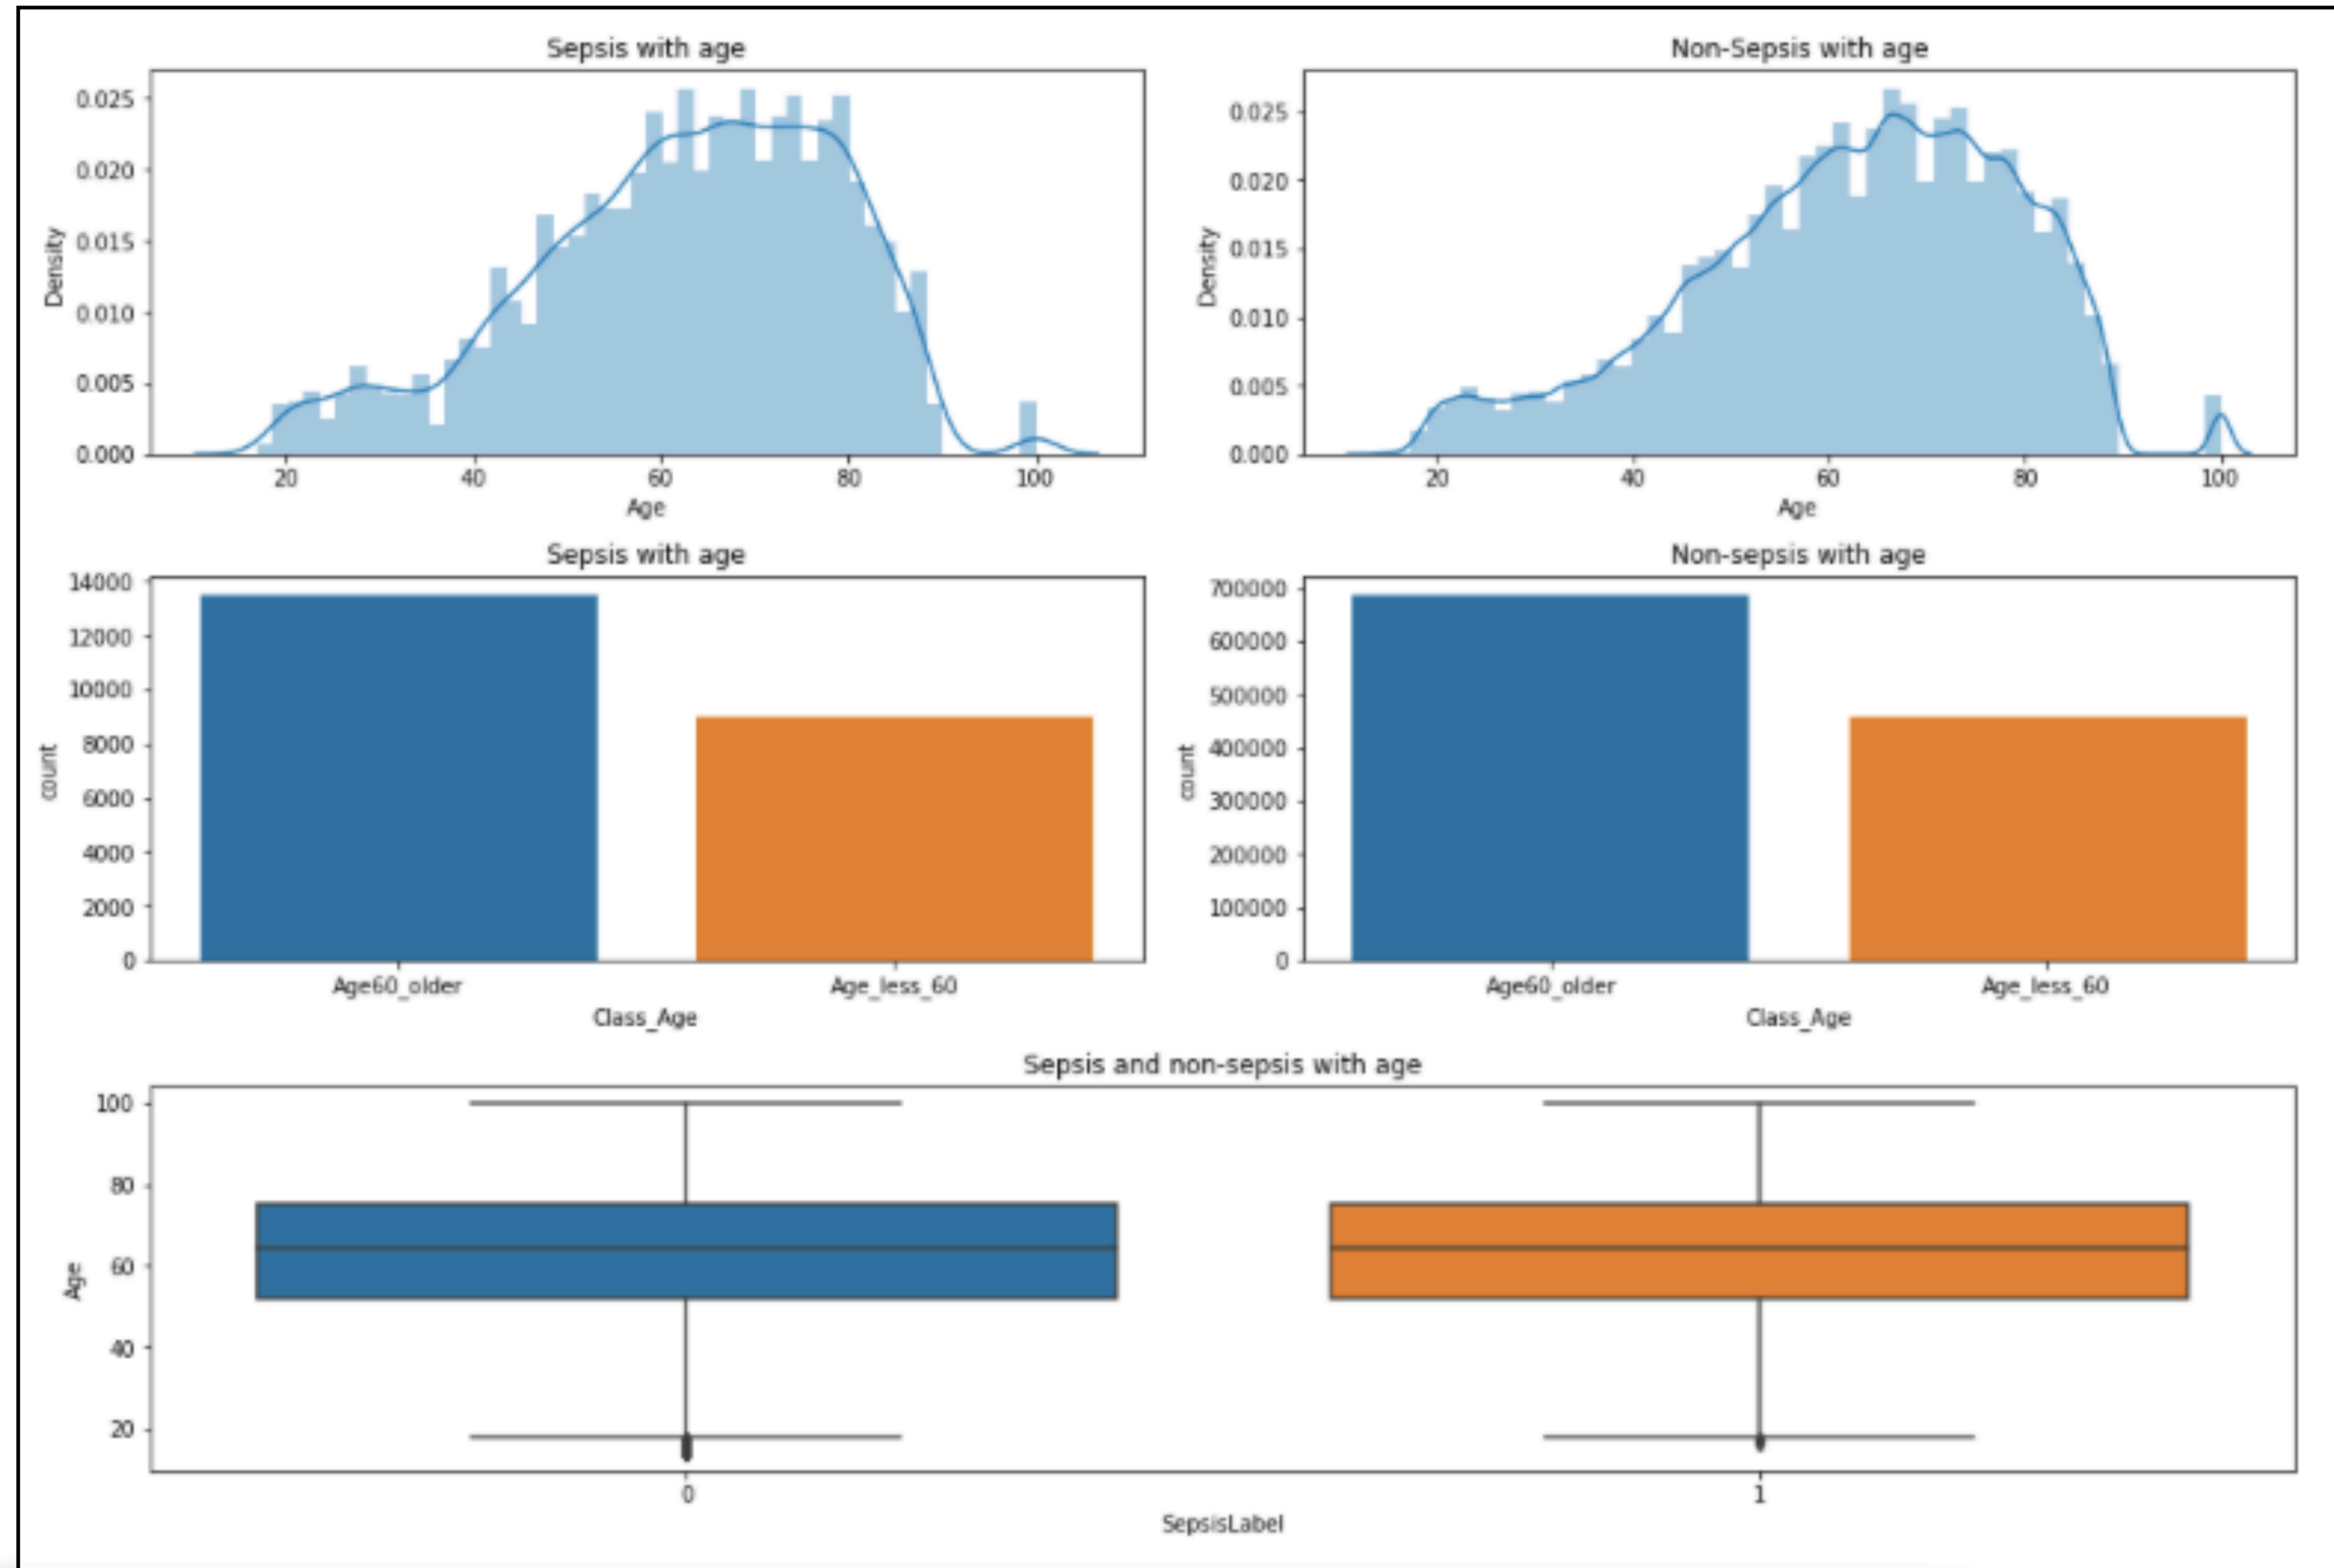 Sepsis with age
0.025
0.020
0.015
0.010
0.005
0.000
Density
20 40 60 80 100
Age
Non-Sepsis with age
0.025
0.020
0.015
0.010
0.005
0.000
Density
20 40 60 80 100
Age
Sepsis with age
14000
12000
10000
8000
6000
4000
2000
0
count
Age60_older Age_less_60
Class_Age
Non-sepsis with age
700000
600000
500000
400000
300000
200000
100000
0
count
Age60_older Age_less_60
Class_Age
Sepsis and non-sepsis with age
100
80
60
40
20
Age
0 1
SepsisLabel